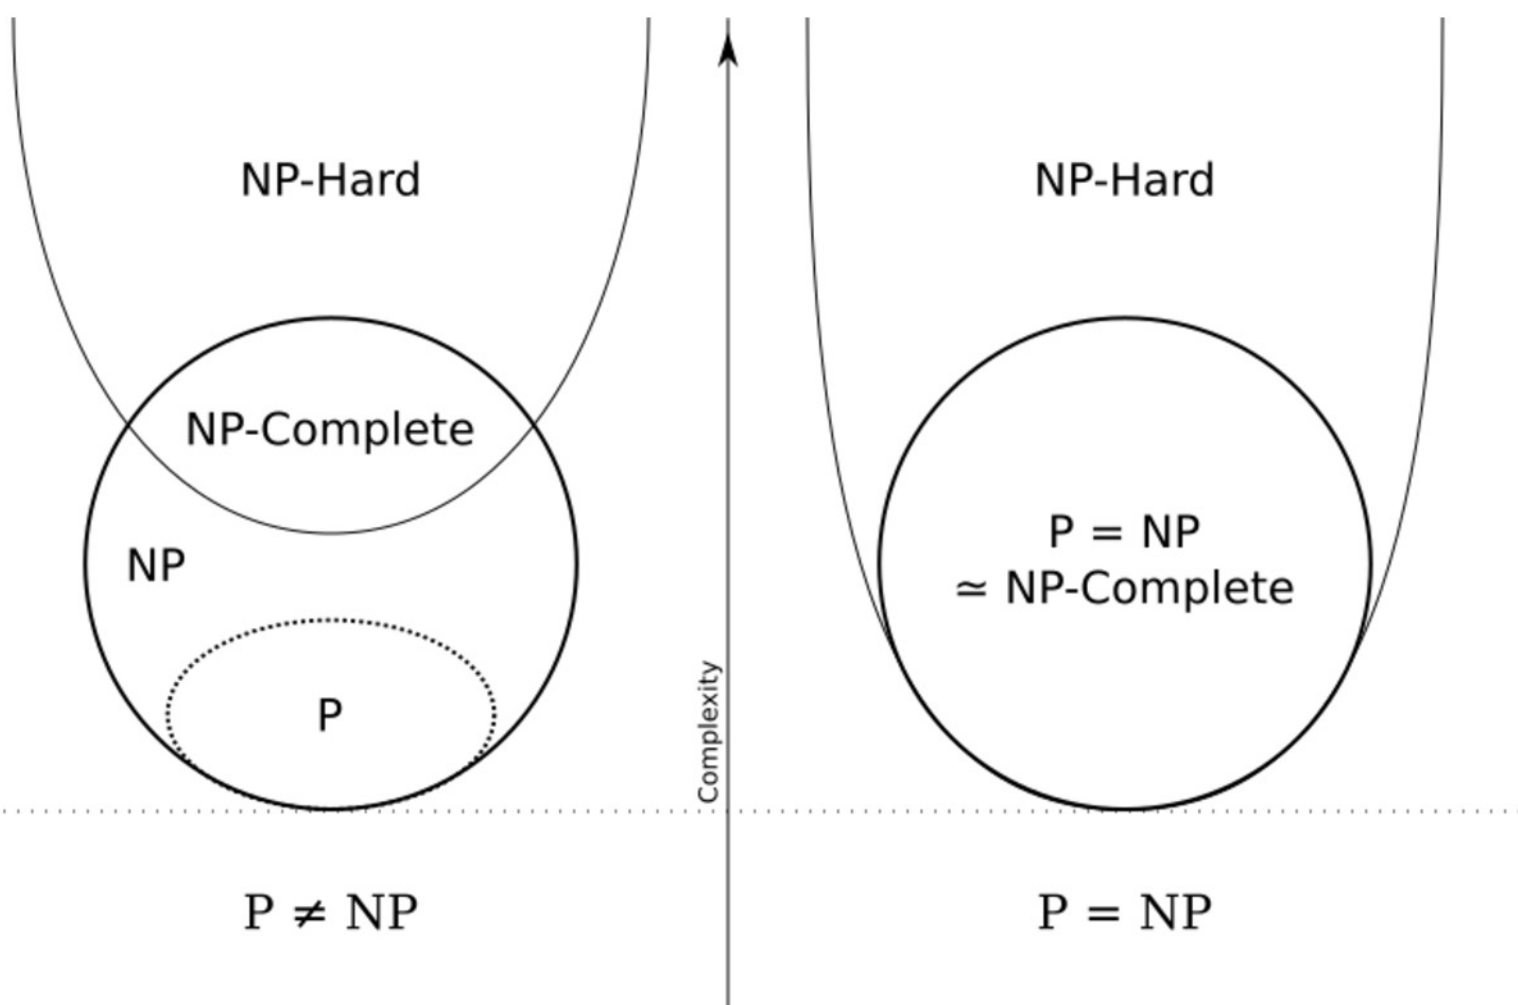 NP-Hard
NP-Complete
NP
P
P ≠ NP
Complexity
NP-Hard
P = NP
≃ NP-Complete
P = NP